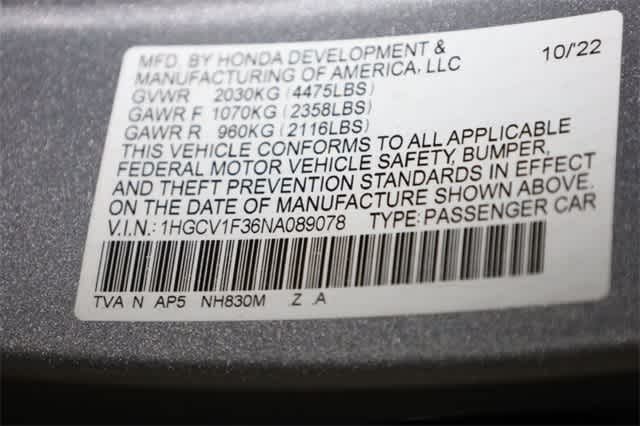 MFD. BY HONDA DEVELOPMENT & 10/'22
MANUFACTURING OF AMERICA, LLC
GVWR 2030KG (4475LBS)
GAWR F 1070KG (2358LBS)
GAWR R 960KG (2116LBS)
THIS VEHICLE CONFORMS TO ALL APPLICABLE
FEDERAL MOTOR VEHICLE SAFETY, BUMPER,
AND THEFT PREVENTION STANDARDS IN EFFECT
ON THE DATE OF MANUFACTURE SHOWN ABOVE.
V.I.N.: 1HGCV1F36NA089078 TYPE: PASSENGER CAR
TVA N AP5 NH830M .Z .A